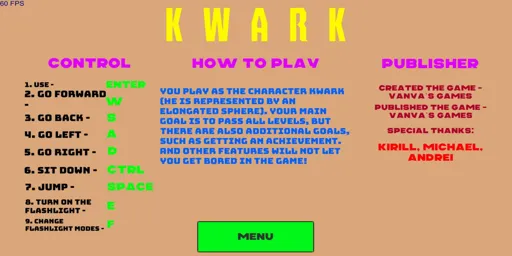 60 FPS
KWARK
CONTROL
1. USE - ENTER
2. GO FORWARD - W
3. GO BACK - S
4. GO LEFT - A
5. GO RIGHT - D
6. SIT DOWN - CTRL
7. JUMP - SPACE
8. TURN ON THE
FLASHLIGHT - E
9. CHANGE
FLASHLIGHT MODES - F
HOW TO PLAY
YOU PLAY AS THE CHARACTER KWARK
(HE IS REPRESENTED BY AN
ELONGATED SPHERE). YOUR MAIN
GOAL IS TO PASS ALL LEVELS, BUT
THERE ARE ALSO ADDITIONAL GOALS,
SUCH AS GETTING AN ACHIEVEMENT.
AND OTHER FEATURES WILL NOT LET
YOU GET BORED IN THE GAME!
PUBLISHER
CREATED THE GAME -
VANVA`S GAMES
PUBLISHED THE GAME -
VANVA`S GAMES
SPECIAL THANKS:
KIRILL, MICHAEL,
ANDREI
MENU